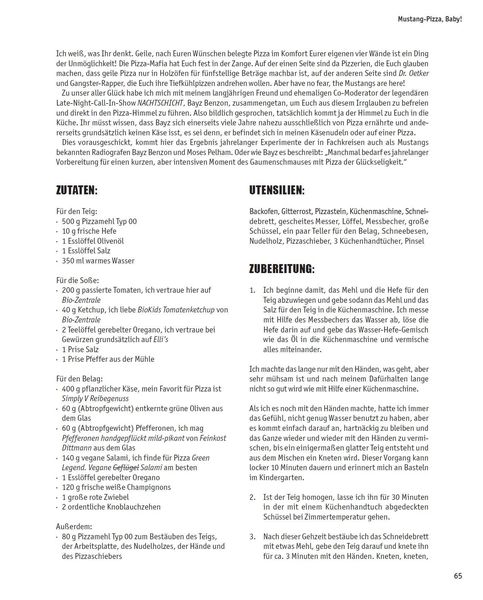 Mustang-Pizza, Baby!
Ich weiß, was Ihr denkt. Geile, nach Euren Wünschen belegte Pizza im Komfort Eurer eigenen vier Wände ist ein Ding
der Unmöglichkeit! Die Pizza-Mafia hat Euch fest in der Zange. Auf der einen Seite sind da Pizzerien, die Euch glauben
machen, dass geile Pizza nur in Holzöfen für fünfstellige Beträge machbar ist, auf der anderen Seite sind Dr. Oetker
und Gangster-Rapper, die Euch ihre Tiefkühlpizzen andrehen wollen. Aber have no fear, the Mustangs are here!
Zu unser aller Glück habe ich mich mit meinem langjährigen Freund und ehemaligen Co-Moderator der legendären
Late-Night-Call-In-Show NACHTSCHICHT, Bayz Benzon, zusammengetan, um Euch aus diesem Irrglauben zu befreien
und direkt in den Pizza-Himmel zu führen. Also bildlich gesprochen, tatsächlich kommt ja der Himmel zu Euch in die
Küche. Ihr müsst wissen, dass Bayz sich einerseits viele Jahre nahezu ausschließlich von Pizza ernährte und ande-
rerseits grundsätzlich keinen Käse isst, es sei denn, er befindet sich in meinen Käsenudeln oder auf einer Pizza.
Dies vorausgeschickt, kommt hier das Ergebnis jahrelanger Experimente der in Fachkreisen auch als Mustangs
bekannten Radiografen Bayz Benzon und Moses Pelham. Oder wie Bayz es beschreibt: „Manchmal bedarf es jahrelanger
Vorbereitung für einen kurzen, aber intensiven Moment des Gaumenschmauses mit Pizza der Glückseligkeit.“
ZUTATEN:
Für den Teig:
· 500 g Pizzamehl Typ 00
· 10 g frische Hefe
· 1 Esslöffel Olivenöl
· 1 Esslöffel Salz
· 350 ml warmes Wasser
Für die Soße:
· 200 g passierte Tomaten, ich vertraue hier auf
Bio-Zentrale
· 40 g Ketchup, ich liebe BioKids Tomatenketchup von
Bio-Zentrale
· 2 Teelöffel gerebelter Oregano, ich vertraue bei
Gewürzen grundsätzlich auf Elli's
· 1 Prise Salz
· 1 Prise Pfeffer aus der Mühle
Für den Belag:
· 400 g pflanzlicher Käse, mein Favorit für Pizza ist
Simply V Reibegenuss
· 60 g (Abtropfgewicht) entkernte grüne Oliven aus
dem Glas
· 60 g (Abtropfgewicht) Pfefferonen, ich mag
Pfefferonen handgepflückt mild-pikant von Feinkost
Dittmann aus dem Glas
· 140 g vegane Salami, ich finde für Pizza Green
Legend. Vegane Geflügel Salami am besten
· 1 Esslöffel gerebelter Oregano
· 120 g frische weiße Champignons
· 1 große rote Zwiebel
· 2 ordentliche Knoblauchzehen
Außerdem:
· 80 g Pizzamehl Typ 00 zum Bestäuben des Teigs,
der Arbeitsplatte, des Nudelholzes, der Hände und
des Pizzaschiebers
UTENSILIEN:
Backofen, Gitterrost, Pizzastein, Küchenmaschine, Schnei-
debrett, gescheites Messer, Löffel, Messbecher, große
Schüssel, ein paar Teller für den Belag, Schneebesen,
Nudelholz, Pizzaschieber, 3 Küchenhandtücher, Pinsel
ZUBEREITUNG:
1. Ich beginne damit, das Mehl und die Hefe für den
Teig abzuwiegen und gebe sodann das Mehl und das
Salz für den Teig in die Küchenmaschine. Ich messe
mit Hilfe des Messbechers das Wasser ab, löse die
Hefe darin auf und gebe das Wasser-Hefe-Gemisch
wie das Öl in die Küchenmaschine und vermische
alles miteinander.
Ich machte das lange nur mit den Händen, was geht, aber
sehr mühsam ist und nach meinem Dafürhalten lange
nicht so gut wird wie mit Hilfe einer Küchenmaschine.
Als ich es noch mit den Händen machte, hatte ich immer
das Gefühl, nicht genug Wasser benutzt zu haben, aber
es kommt einfach darauf an, hartnäckig zu bleiben und
das Ganze wieder und wieder mit den Händen zu vermi-
schen, bis ein einigermaßen glatter Teig entsteht und
aus dem Mischen ein Kneten wird. Dieser Vorgang kann
locker 10 Minuten dauern und erinnert mich an Basteln
im Kindergarten.
2. Ist der Teig homogen, lasse ich ihn für 30 Minuten
in der mit einem Küchenhandtuch abgedeckten
Schüssel bei Zimmertemperatur gehen.
3. Nach dieser Gehzeit bestäube ich das Schneidebrett
mit etwas Mehl, gebe den Teig darauf und knete ihn
für ca. 3 Minuten mit den Händen. Kneten, kneten,
65